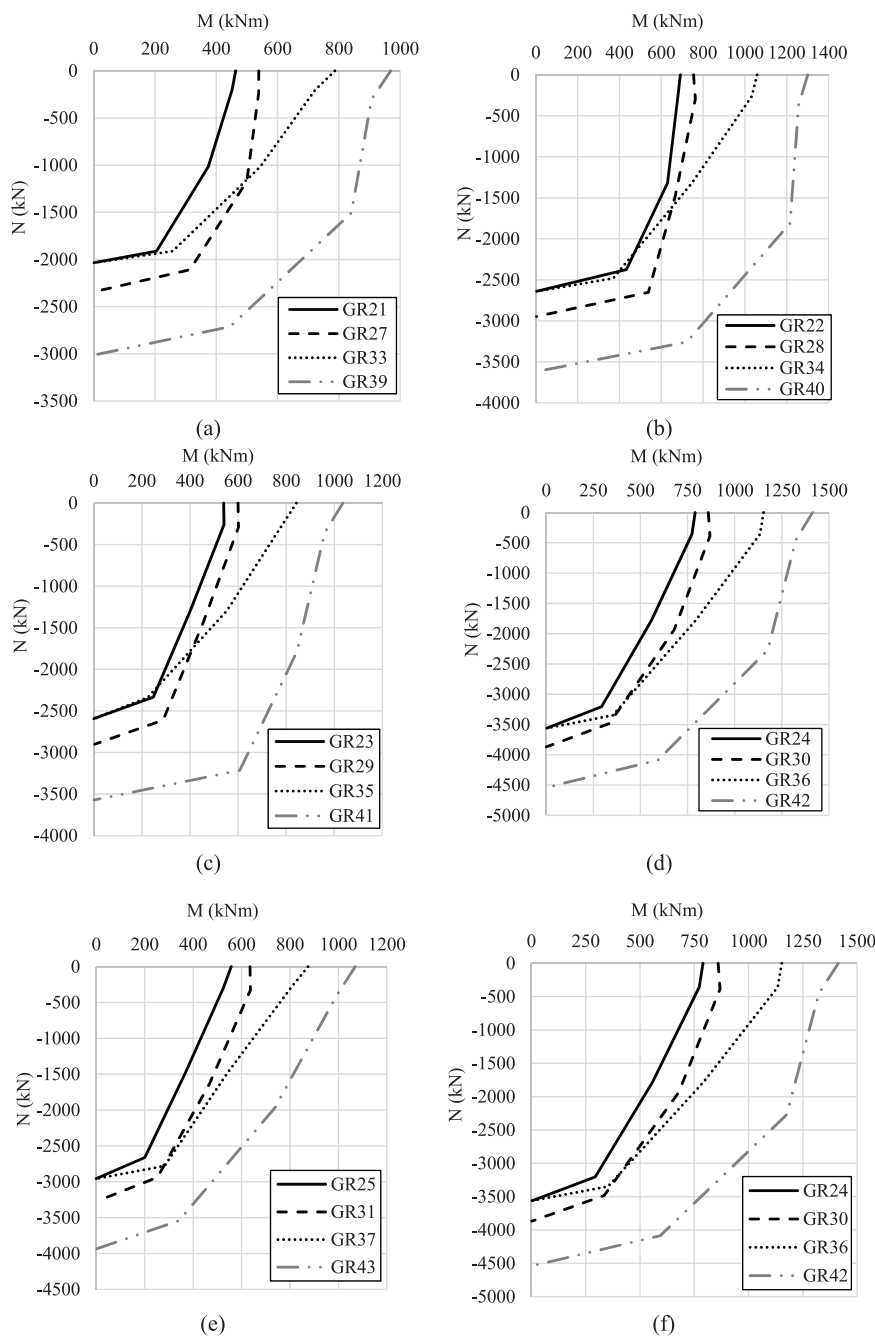 M (kNm)
0 200 400 600 800 1000
0
-500
-1000
-1500
-2000
-2500
-3000
-3500
N (kN)
GR21
GR27
GR33
GR39
(a)
M (kNm)
0 200 400 600 800 1000 1200 1400
0
-500
-1000
-1500
-2000
-2500
-3000
-3500
-4000
N (kN)
GR22
GR28
GR34
GR40
(b)
M (kNm)
0 200 400 600 800 1000 1200
0
-500
-1000
-1500
-2000
-2500
-3000
-3500
-4000
N (kN)
GR23
GR29
GR35
GR41
(c)
M (kNm)
0 250 500 750 1000 1250 1500
0
-500
-1000
-1500
-2000
-2500
-3000
-3500
-4000
-4500
-5000
N (kN)
GR24
GR30
GR36
GR42
(d)
M (kNm)
0 200 400 600 800 1000 1200
0
-500
-1000
-1500
-2000
-2500
-3000
-3500
-4000
-4500
N (kN)
GR25
GR31
GR37
GR43
(e)
M (kNm)
0 250 500 750 1000 1250 1500
0
-500
-1000
-1500
-2000
-2500
-3000
-3500
-4000
-4500
-5000
N (kN)
GR24
GR30
GR36
GR42
(f)